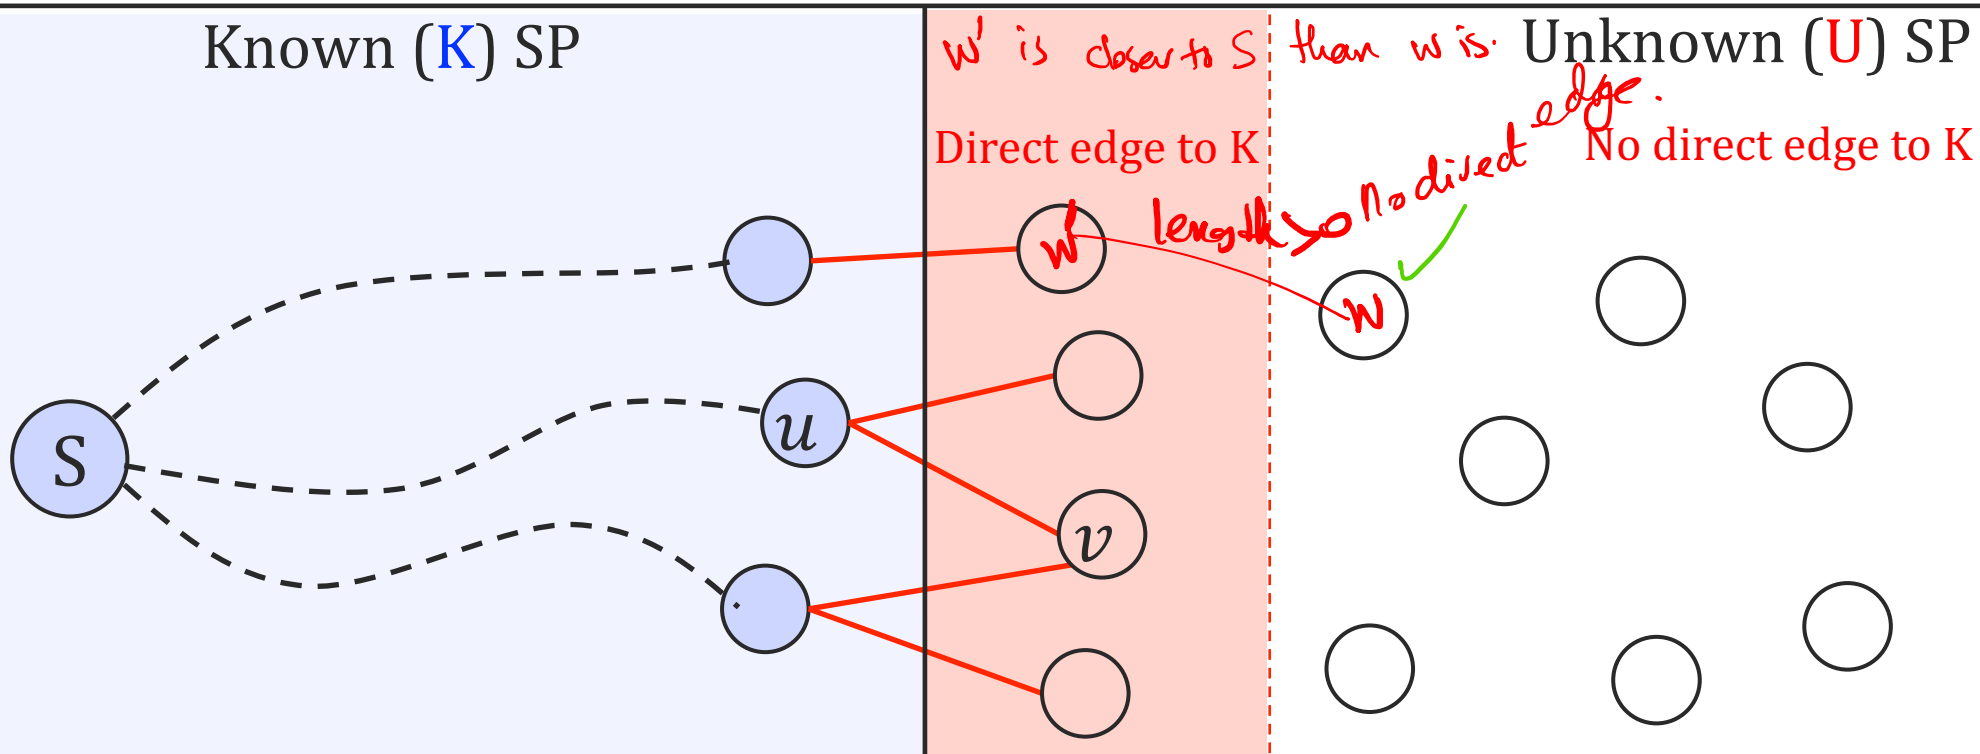 Known (K) SP
w' is closer to S than w is.
Unknown (U) SP
Direct edge to K
No direct edge.
No direct edge to K
length > 0
w'
w
u
S
v